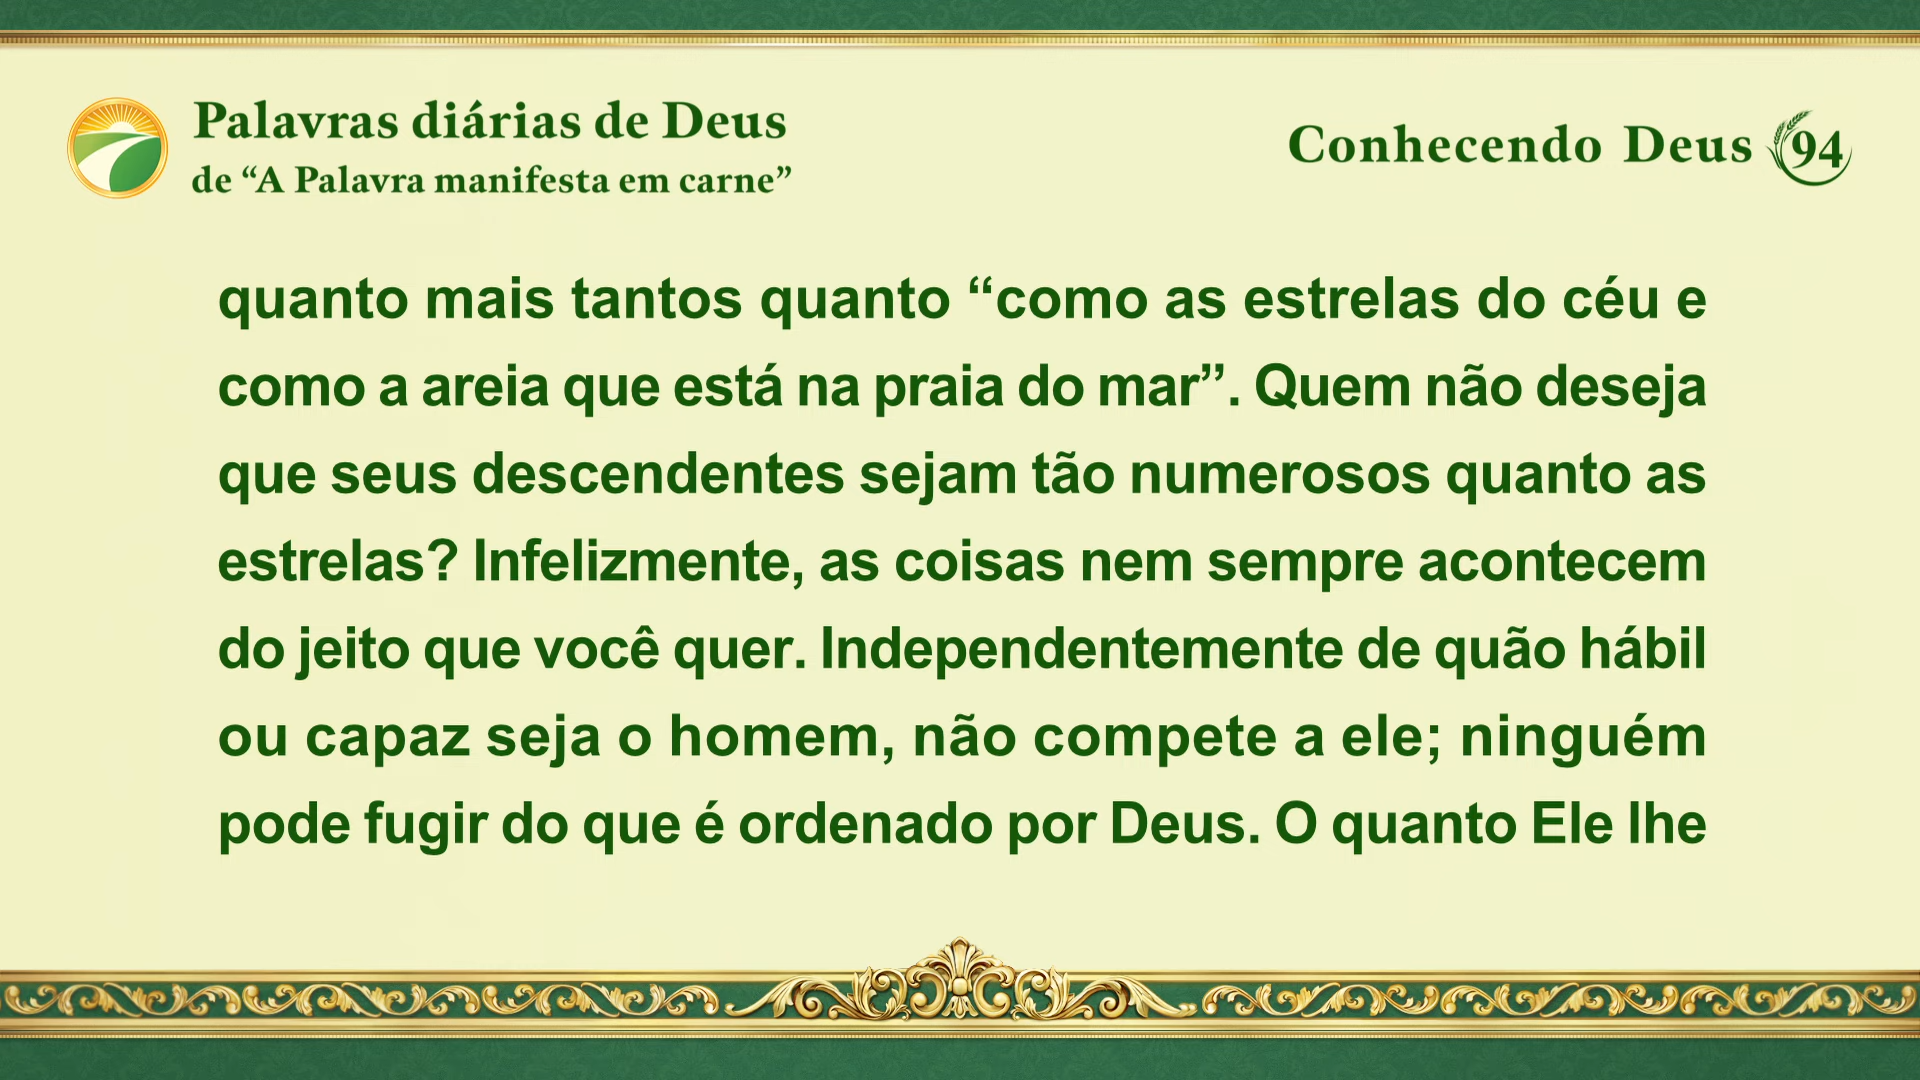 Palavras diárias de Deus
de “A Palavra manifesta em carne”
Conhecendo Deus 94
quanto mais tantos quanto “como as estrelas do céu e
como a areia que está na praia do mar”. Quem não deseja
que seus descendentes sejam tão numerosos quanto as
estrelas? Infelizmente, as coisas nem sempre acontecem
do jeito que você quer. Independentemente de quão hábil
ou capaz seja o homem, não compete a ele; ninguém
pode fugir do que é ordenado por Deus. O quanto Ele lhe